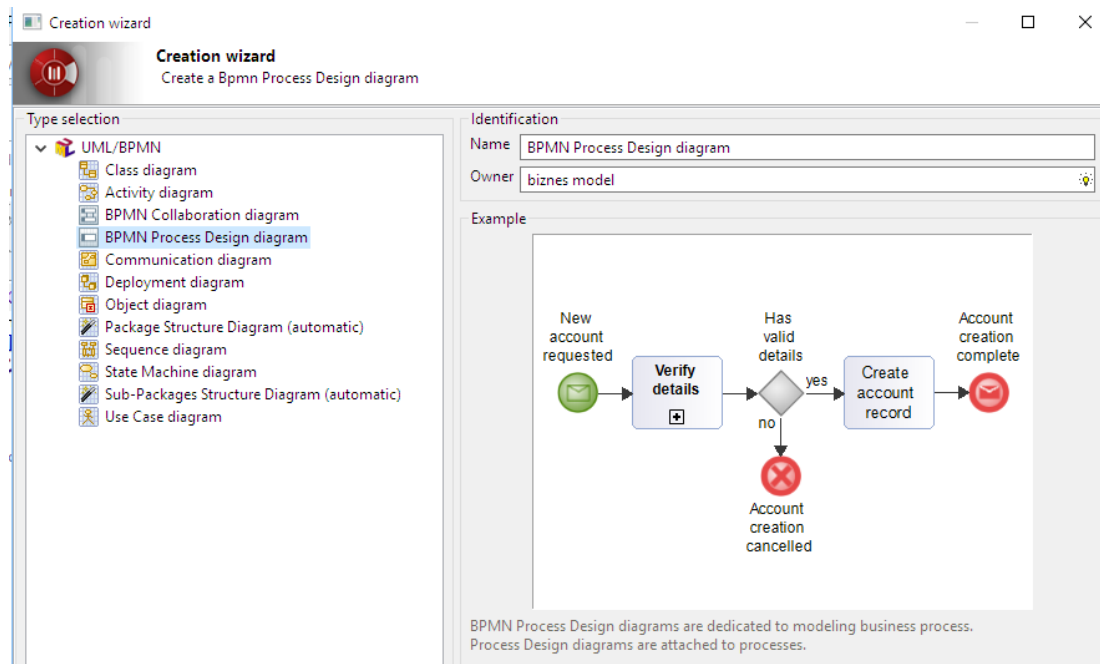 Creation wizard
Creation wizard
Create a Bpmn Process Design diagram
Type selection
UML/BPMN
Class diagram
Activity diagram
BPMN Collaboration diagram
BPMN Process Design diagram
Communication diagram
Deployment diagram
Object diagram
Package Structure Diagram (automatic)
Sequence diagram
State Machine diagram
Sub-Packages Structure Diagram (automatic)
Use Case diagram
Identification
Name BPMN Process Design diagram
Owner biznes model
Example
New
account
requested
Verify
details
Has
valid
details
yes
no
Create
account
record
Account
creation
complete
Account
creation
cancelled
BPMN Process Design diagrams are dedicated to modeling business process.
Process Design diagrams are attached to processes.